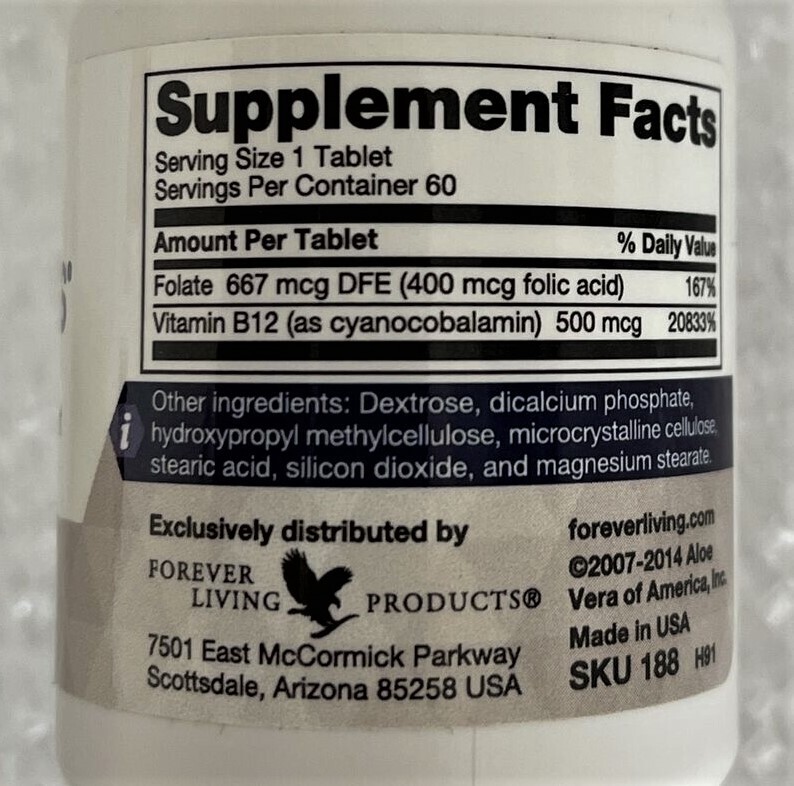 Supplement Facts
Serving Size 1 Tablet
Servings Per Container 60
Amount Per Tablet % Daily Value
Folate 667 mcg DFE (400 mcg folic acid) 167%
Vitamin B12 (as cyanocobalamin) 500 mcg 20833%
i
Other ingredients: Dextrose, dicalcium phosphate,
hydroxypropyl methylcellulose, microcrystalline cellulose,
stearic acid, silicon dioxide, and magnesium stearate.
Exclusively distributed by
FOREVER
LIVING PRODUCTS®
7501 East McCormick Parkway
Scottsdale, Arizona 85258 USA
foreverliving.com
©2007-2014 Aloe
Vera of America, Inc.
Made in USA
SKU 188 H91